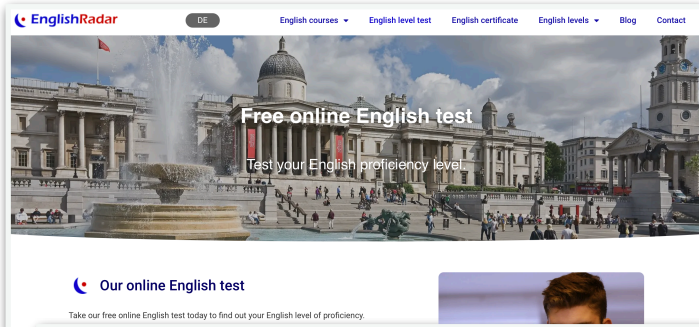 EnglishRadar
DE
English courses
English level test
English certificate
English levels
Blog
Contact
Free online English test
Test your English proficiency level.
Our online English test
Take our free online English test today to find out your English level of proficiency.